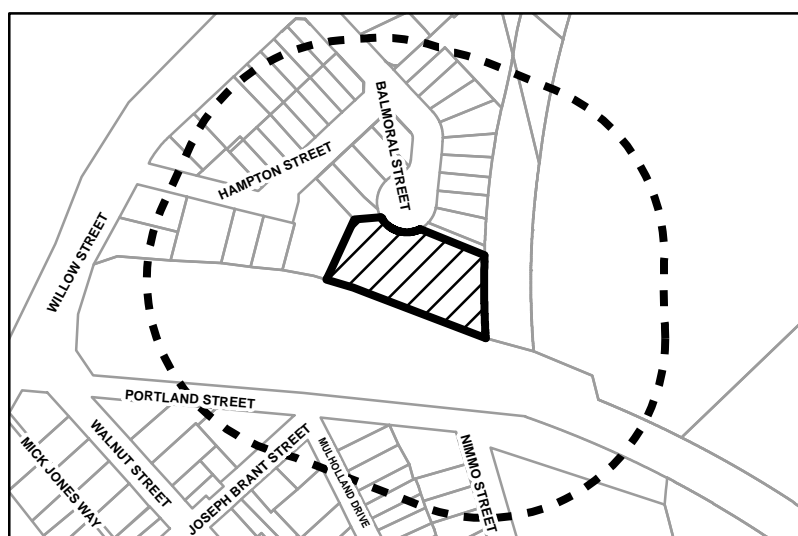 BALMORAL STREET
HAMPTON STREET
WILLOW STREET
PORTLAND STREET
WALNUT STREET
MICK JONES WAY
JOSEPH BRANT STREET
MULHOLLAND DRIVE
NIMMO STREET